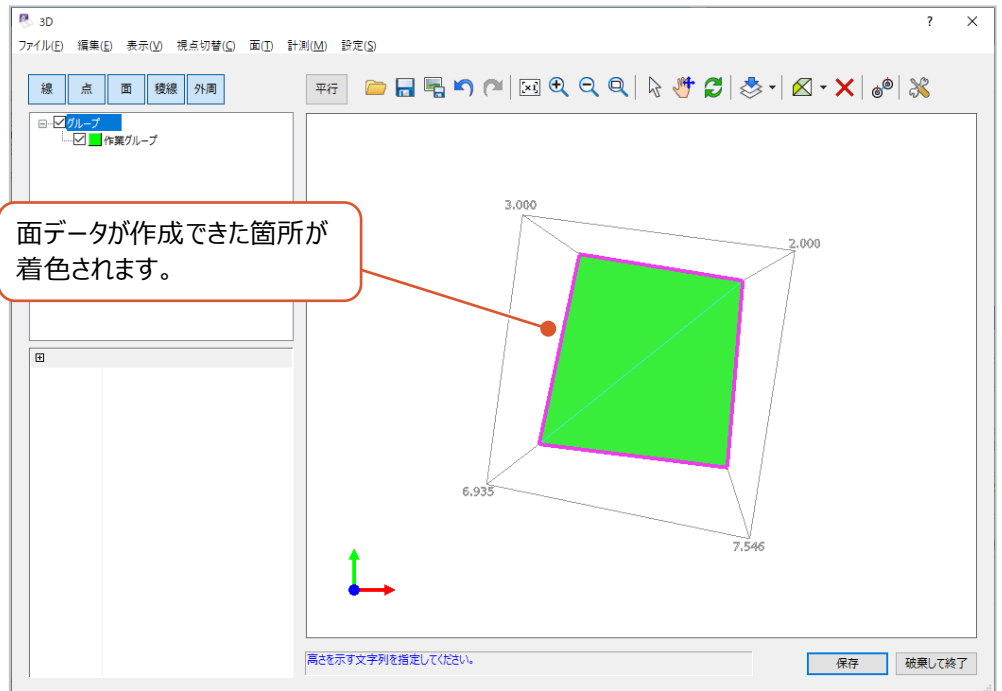 3D
ファイル(F) 編集(E) 表示(V) 視点切替(C) 面(T) 計測(M) 設定(S)
線 点 面 稜線 外周 平行
グループ
作業グループ
面データが作成できた箇所が
着色されます。
3.000
2.000
6.935
7.546
高さを示す文字列を指定してください。
保存 破棄して終了